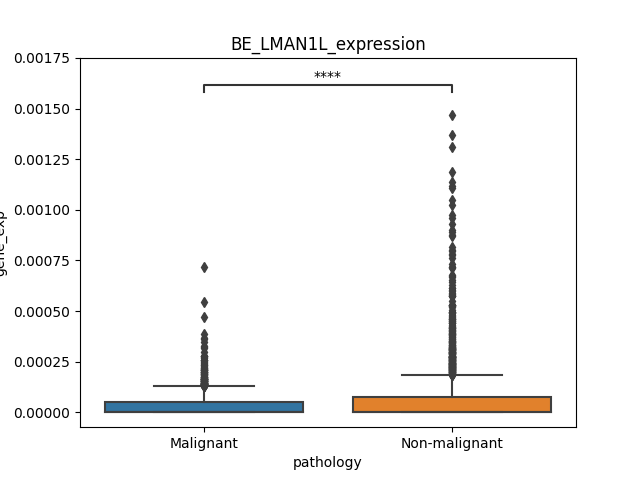 BE_LMAN1L_expression
****
0.00175
0.00150
0.00125
0.00100
0.00075
0.00050
0.00025
0.00000
gene_exp
Malignant
Non-malignant
pathology